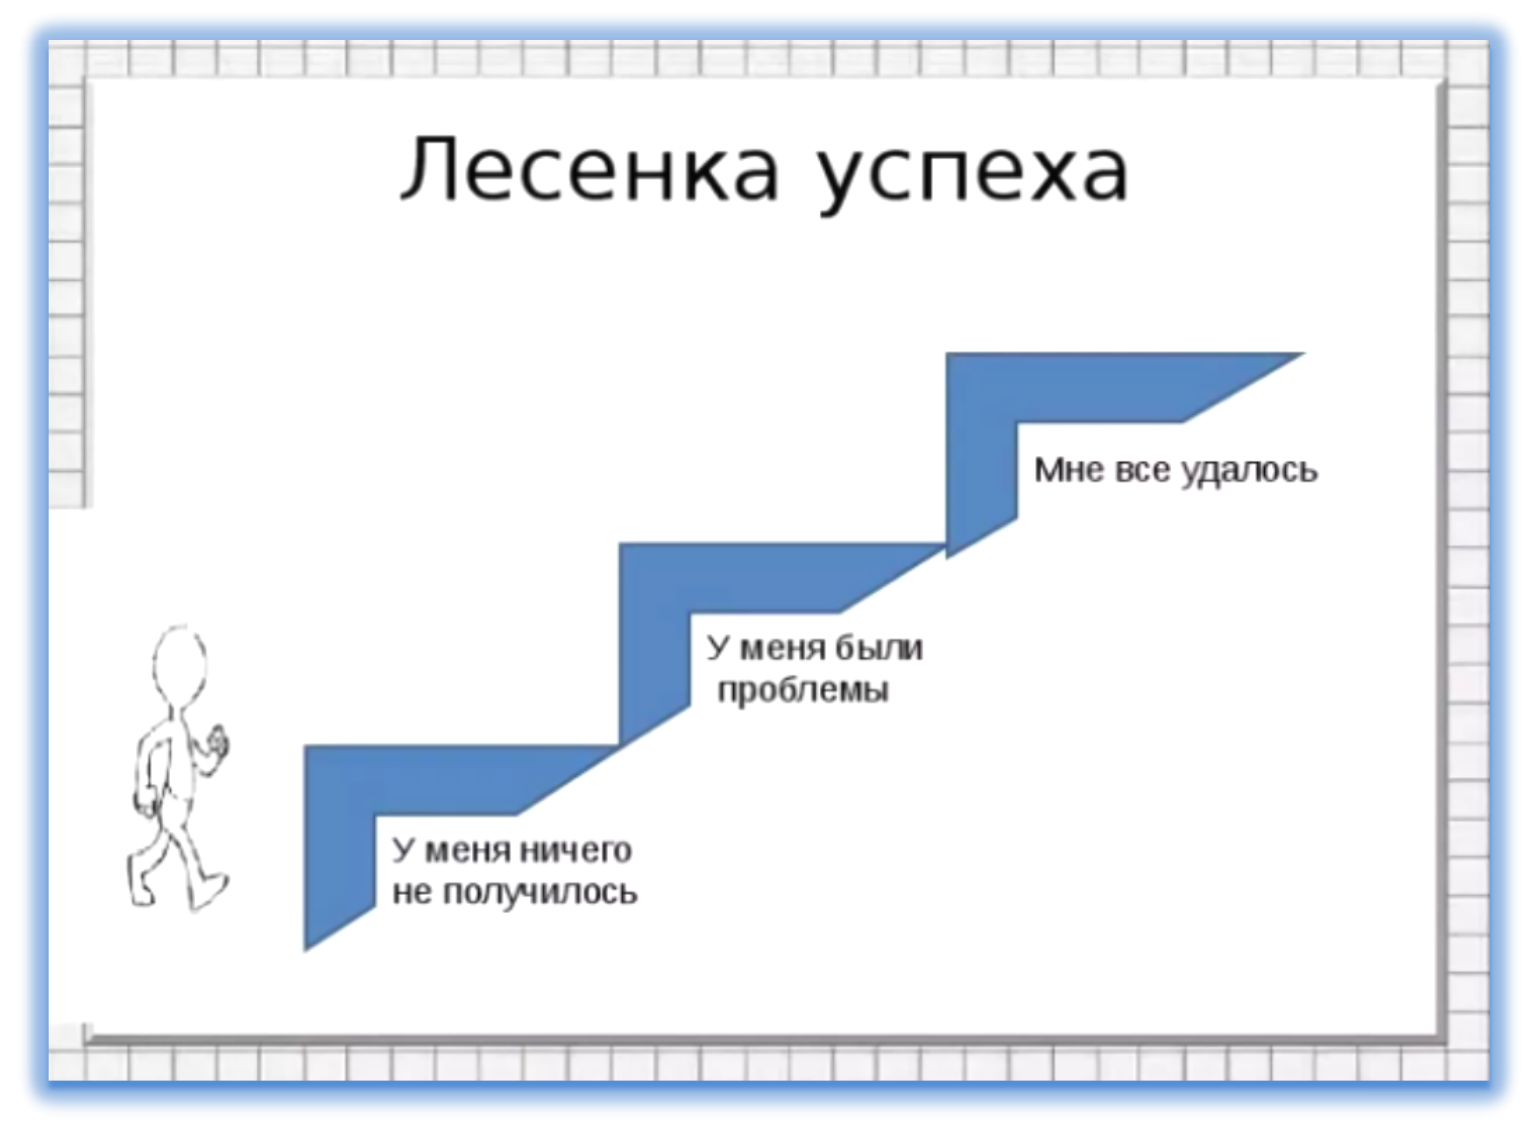 Лесенка успеха
Мне все удалось
У меня были
проблемы
У меня ничего
не получилось